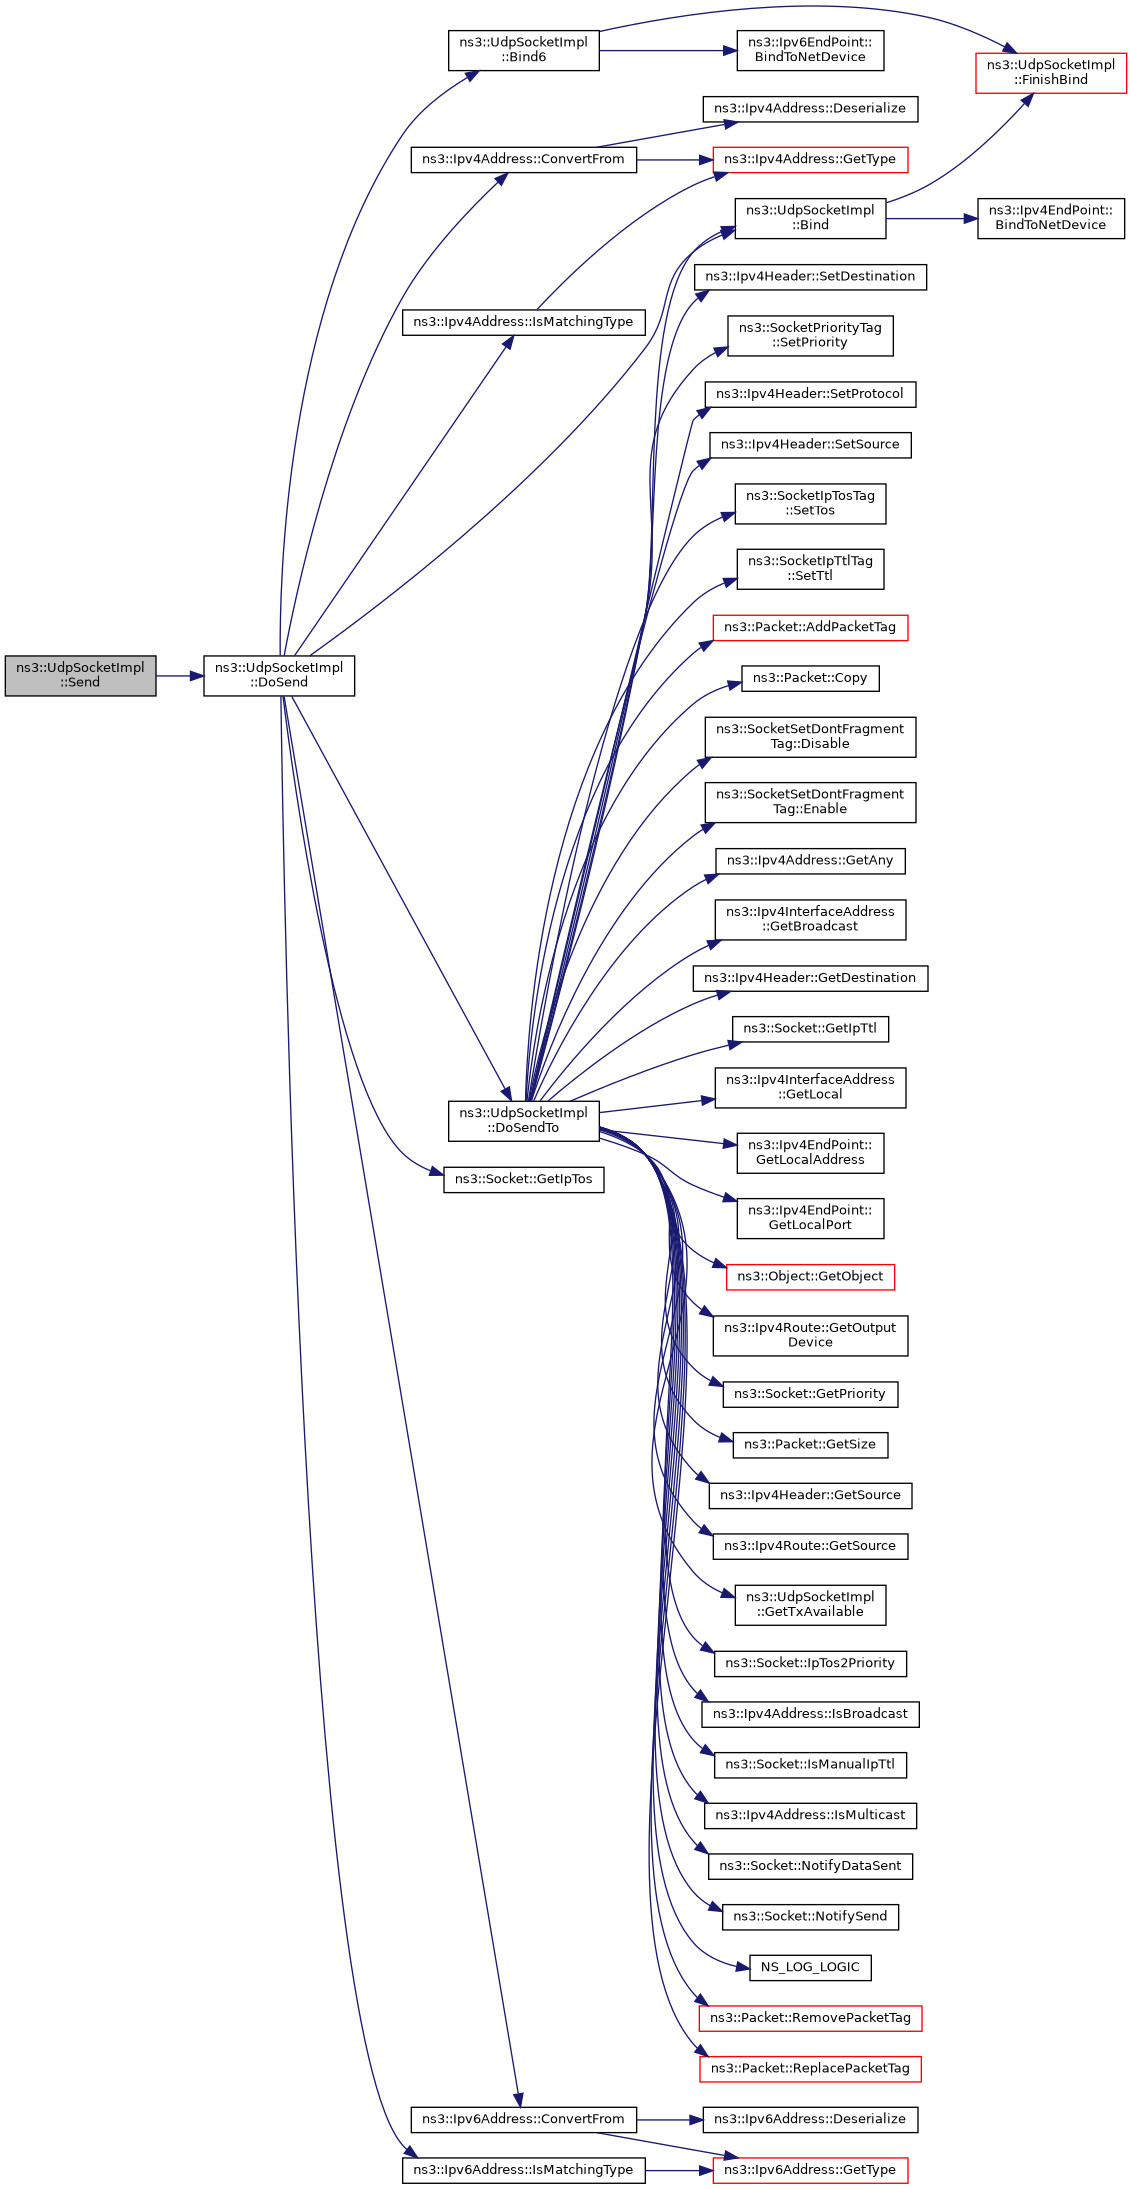 ns3::UdpSocketImpl
::Send
ns3::UdpSocketImpl
::DoSend
ns3::UdpSocketImpl
::Bind6
ns3::Ipv4Address::ConvertFrom
ns3::Ipv4Address::IsMatchingType
ns3::UdpSocketImpl
::DoSendTo
ns3::Socket::GetIpTos
ns3::Ipv6Address::ConvertFrom
ns3::Ipv6Address::IsMatchingType
ns3::Ipv6EndPoint::
BindToNetDevice
ns3::Ipv4Address::Deserialize
ns3::Ipv4Address::GetType
ns3::UdpSocketImpl
::Bind
ns3::Ipv4Header::SetDestination
ns3::SocketPriorityTag
::SetPriority
ns3::Ipv4Header::SetProtocol
ns3::Ipv4Header::SetSource
ns3::SocketIpTosTag
::SetTos
ns3::SocketIpTtlTag
::SetTtl
ns3::Packet::AddPacketTag
ns3::Packet::Copy
ns3::SocketSetDontFragment
Tag::Disable
ns3::SocketSetDontFragment
Tag::Enable
ns3::Ipv4Address::GetAny
ns3::Ipv4InterfaceAddress
::GetBroadcast
ns3::Ipv4Header::GetDestination
ns3::Socket::GetIpTtl
ns3::Ipv4InterfaceAddress
::GetLocal
ns3::Ipv4EndPoint::
GetLocalAddress
ns3::Ipv4EndPoint::
GetLocalPort
ns3::Object::GetObject
ns3::Ipv4Route::GetOutput
Device
ns3::Socket::GetPriority
ns3::Packet::GetSize
ns3::Ipv4Header::GetSource
ns3::Ipv4Route::GetSource
ns3::UdpSocketImpl
::GetTxAvailable
ns3::Socket::IpTos2Priority
ns3::Ipv4Address::IsBroadcast
ns3::Socket::IsManualIpTtl
ns3::Ipv4Address::IsMulticast
ns3::Socket::NotifyDataSent
ns3::Socket::NotifySend
NS_LOG_LOGIC
ns3::Packet::RemovePacketTag
ns3::Packet::ReplacePacketTag
ns3::Ipv6Address::Deserialize
ns3::Ipv6Address::GetType
ns3::UdpSocketImpl
::FinishBind
ns3::Ipv4EndPoint::
BindToNetDevice